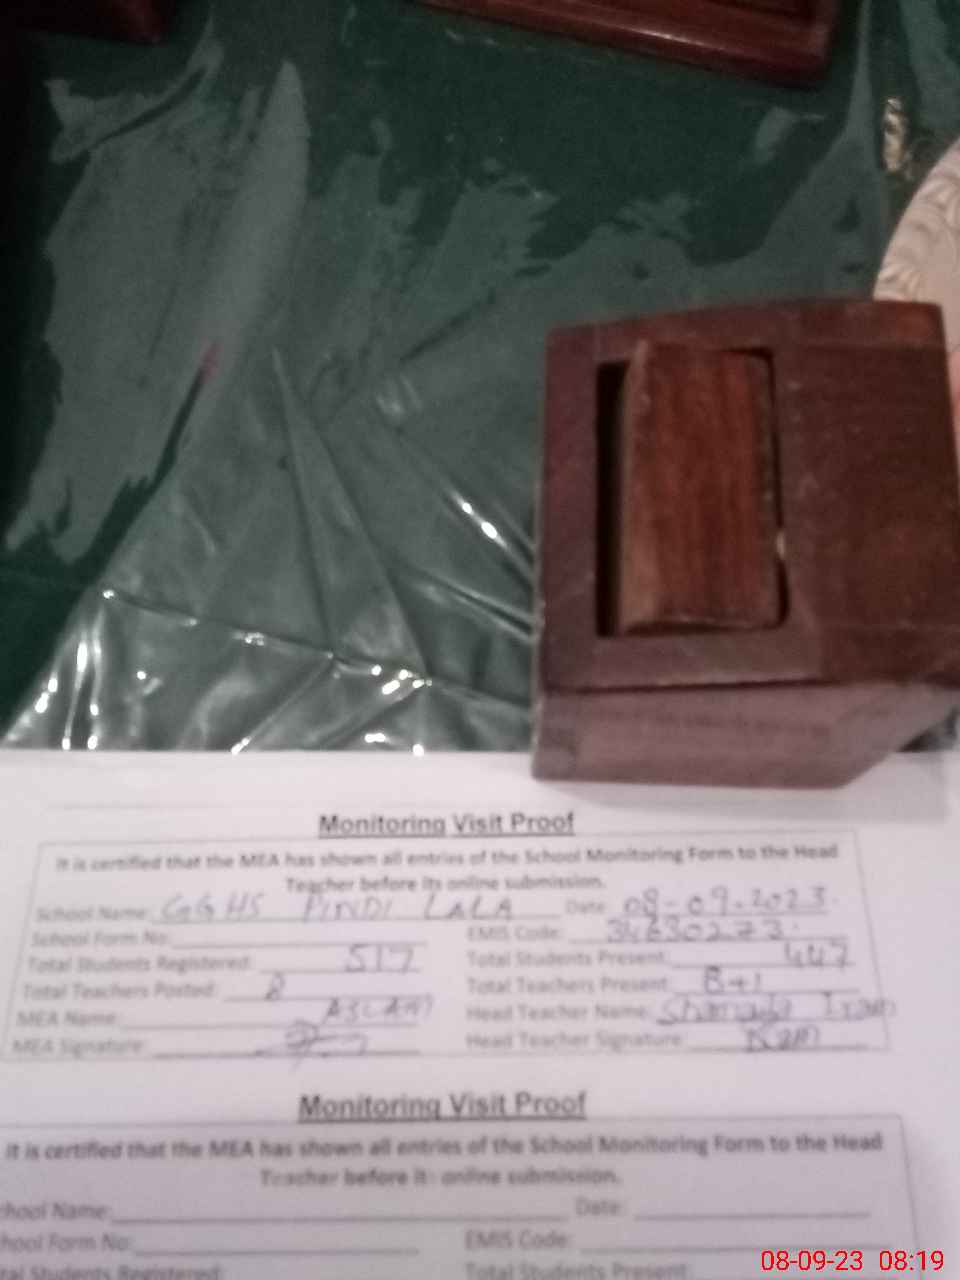 Monitoring Visit Proof
It is certified that the MEA has shown all entries of the School Monitoring Form to the Head
Teacher before its online submission.
School Name: GGHS PINDI LALA Date: 08-09-2023
School Form No: EMIS Code: 34630273
Total Students Registered: 517 Total Students Present: 447
Total Teachers Posted: 8 Total Teachers Present: 8+1
MEA Name: ASLAM Head Teacher Name:
MEA Signature: Head Teacher Signature:
Monitoring Visit Proof
It is certified that the MEA has shown all entries of the School Monitoring Form to the Head
Teacher before its online submission.
chool Name: Date:
hool Form No: EMIS Code:
tal Students Registered: Total Students Present:
08-09-23 08:19